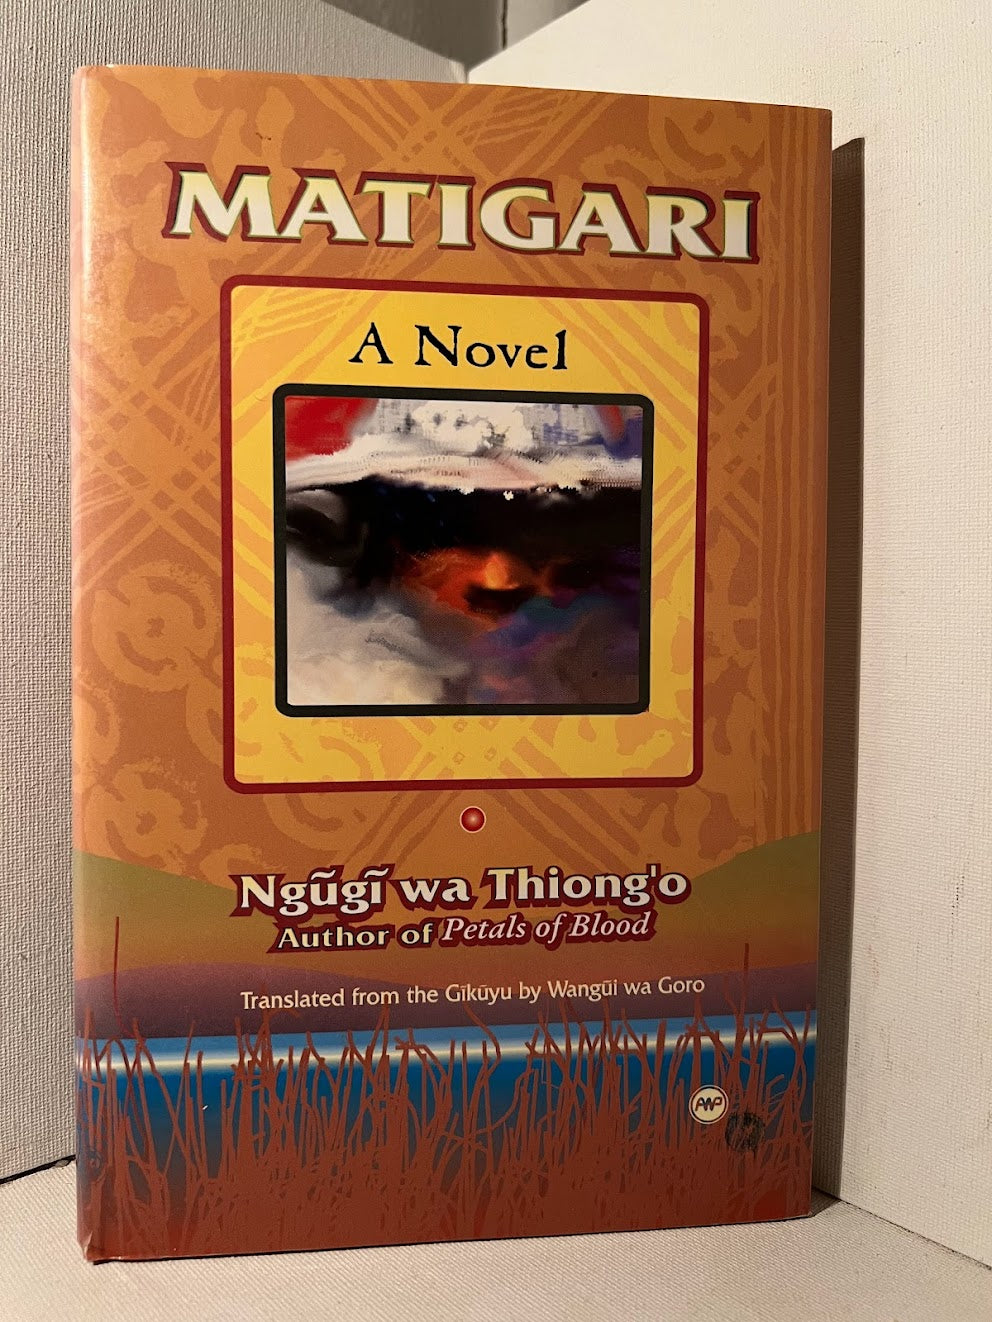 MATIGARI
A Novel
Ngũgĩ wa Thiong'o
Author of Petals of Blood
Translated from the Gĩkũyu by Wangũi wa Goro
AWP